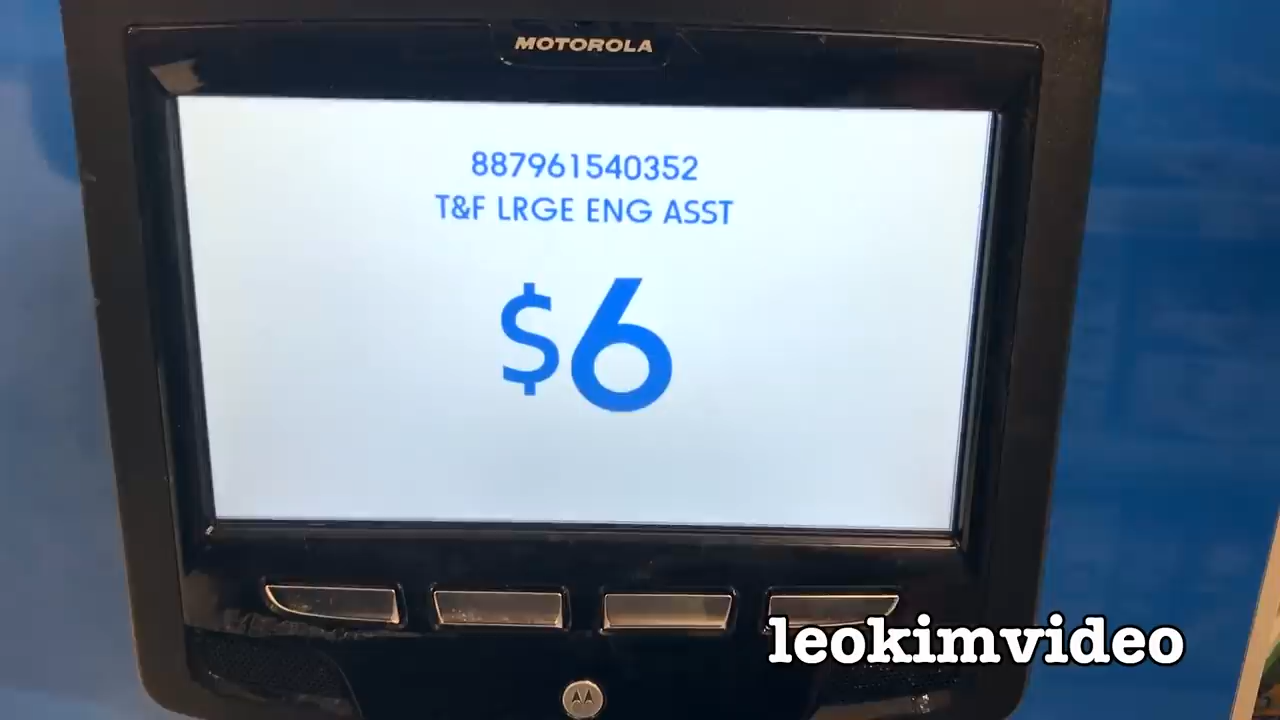 MOTOROLA
887961540352
T&F LRGE ENG ASST
$6
leokimvideo